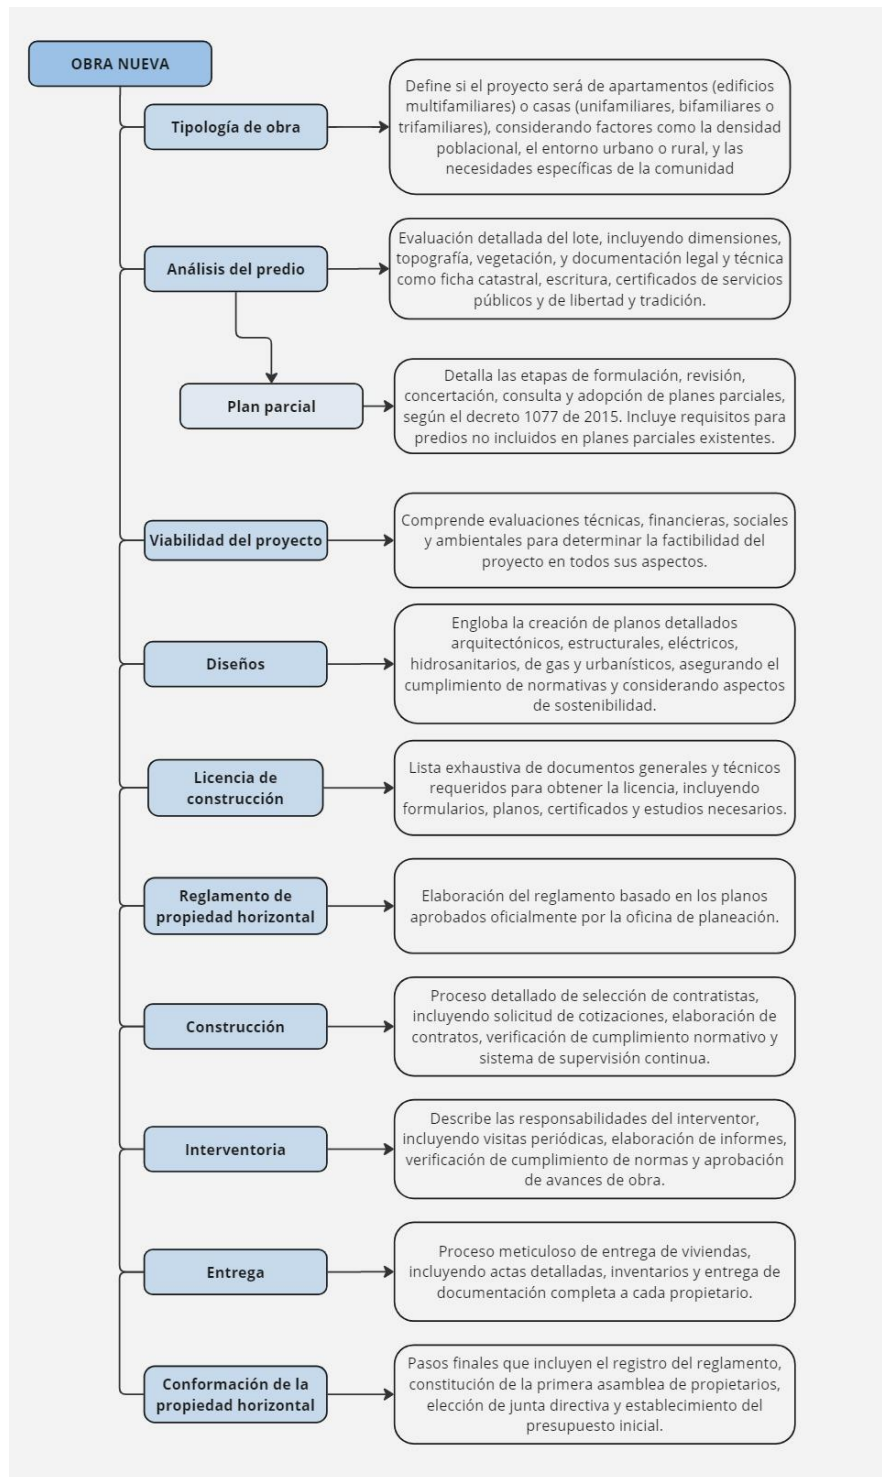 OBRA NUEVA
Tipología de obra
Define si el proyecto será de apartamentos (edificios
multifamiliares) o casas (unifamiliares, bifamiliares o
trifamiliares), considerando factores como la densidad
poblacional, el entorno urbano o rural, y las
necesidades específicas de la comunidad
Análisis del predio
Evaluación detallada del lote, incluyendo dimensiones,
topografía, vegetación, y documentación legal y técnica
como ficha catastral, escritura, certificados de servicios
públicos y de libertad y tradición.
Plan parcial
Detalla las etapas de formulación, revisión,
concertación, consulta y adopción de planes parciales,
según el decreto 1077 de 2015. Incluye requisitos para
predios no incluidos en planes parciales existentes.
Viabilidad del proyecto
Comprende evaluaciones técnicas, financieras, sociales
y ambientales para determinar la factibilidad del
proyecto en todos sus aspectos.
Diseños
Engloba la creación de planos detallados
arquitectónicos, estructurales, eléctricos,
hidrosanitarios, de gas y urbanísticos, asegurando el
cumplimiento de normativas y considerando aspectos
de sostenibilidad.
Licencia de
construcción
Lista exhaustiva de documentos generales y técnicos
requeridos para obtener la licencia, incluyendo
formularios, planos, certificados y estudios necesarios.
Reglamento de
propiedad horizontal
Elaboración del reglamento basado en los planos
aprobados oficialmente por la oficina de planeación.
Construcción
Proceso detallado de selección de contratistas,
incluyendo solicitud de cotizaciones, elaboración de
contratos, verificación de cumplimiento normativo y
sistema de supervisión continua.
Interventoria
Describe las responsabilidades del interventor,
incluyendo visitas periódicas, elaboración de informes,
verificación de cumplimiento de normas y aprobación
de avances de obra.
Entrega
Proceso meticuloso de entrega de viviendas,
incluyendo actas detalladas, inventarios y entrega de
documentación completa a cada propietario.
Conformación de la
propiedad horizontal
Pasos finales que incluyen el registro del reglamento,
constitución de la primera asamblea de propietarios,
elección de junta directiva y establecimiento del
presupuesto inicial.